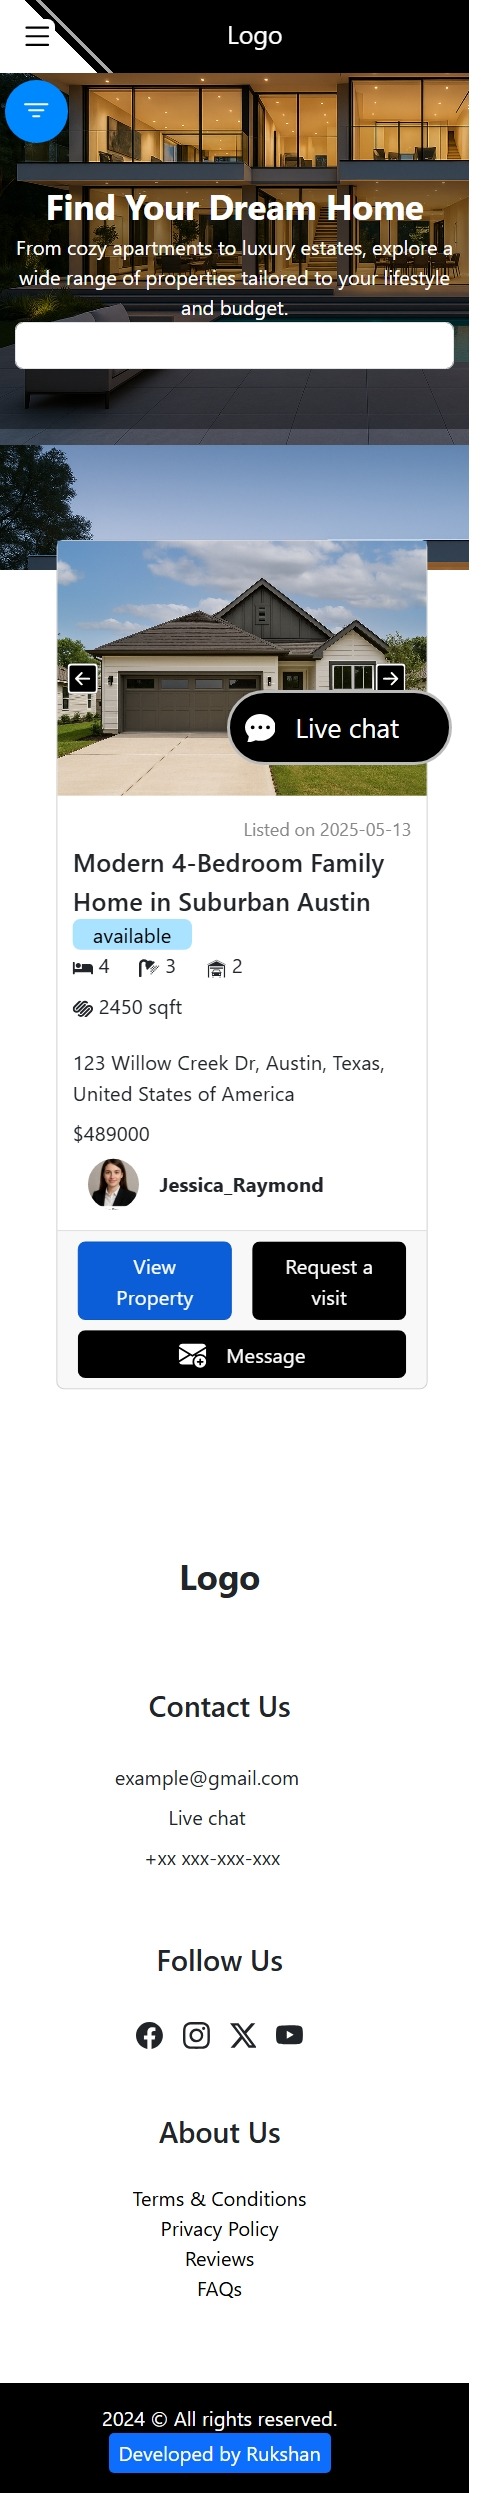 Logo
Find Your Dream Home
From cozy apartments to luxury estates, explore a
wide range of properties tailored to your lifestyle
and budget.
Live chat
Listed on 2025-05-13
Modern 4-Bedroom Family
Home in Suburban Austin
available
4 3 2
2450 sqft
123 Willow Creek Dr, Austin, Texas,
United States of America
$489000
Jessica_Raymond
View
Property
Request a
visit
Message
Logo
Contact Us
example@gmail.com
Live chat
+xx xxx-xxx-xxx
Follow Us
About Us
Terms & Conditions
Privacy Policy
Reviews
FAQs
2024 © All rights reserved.
Developed by Rukshan